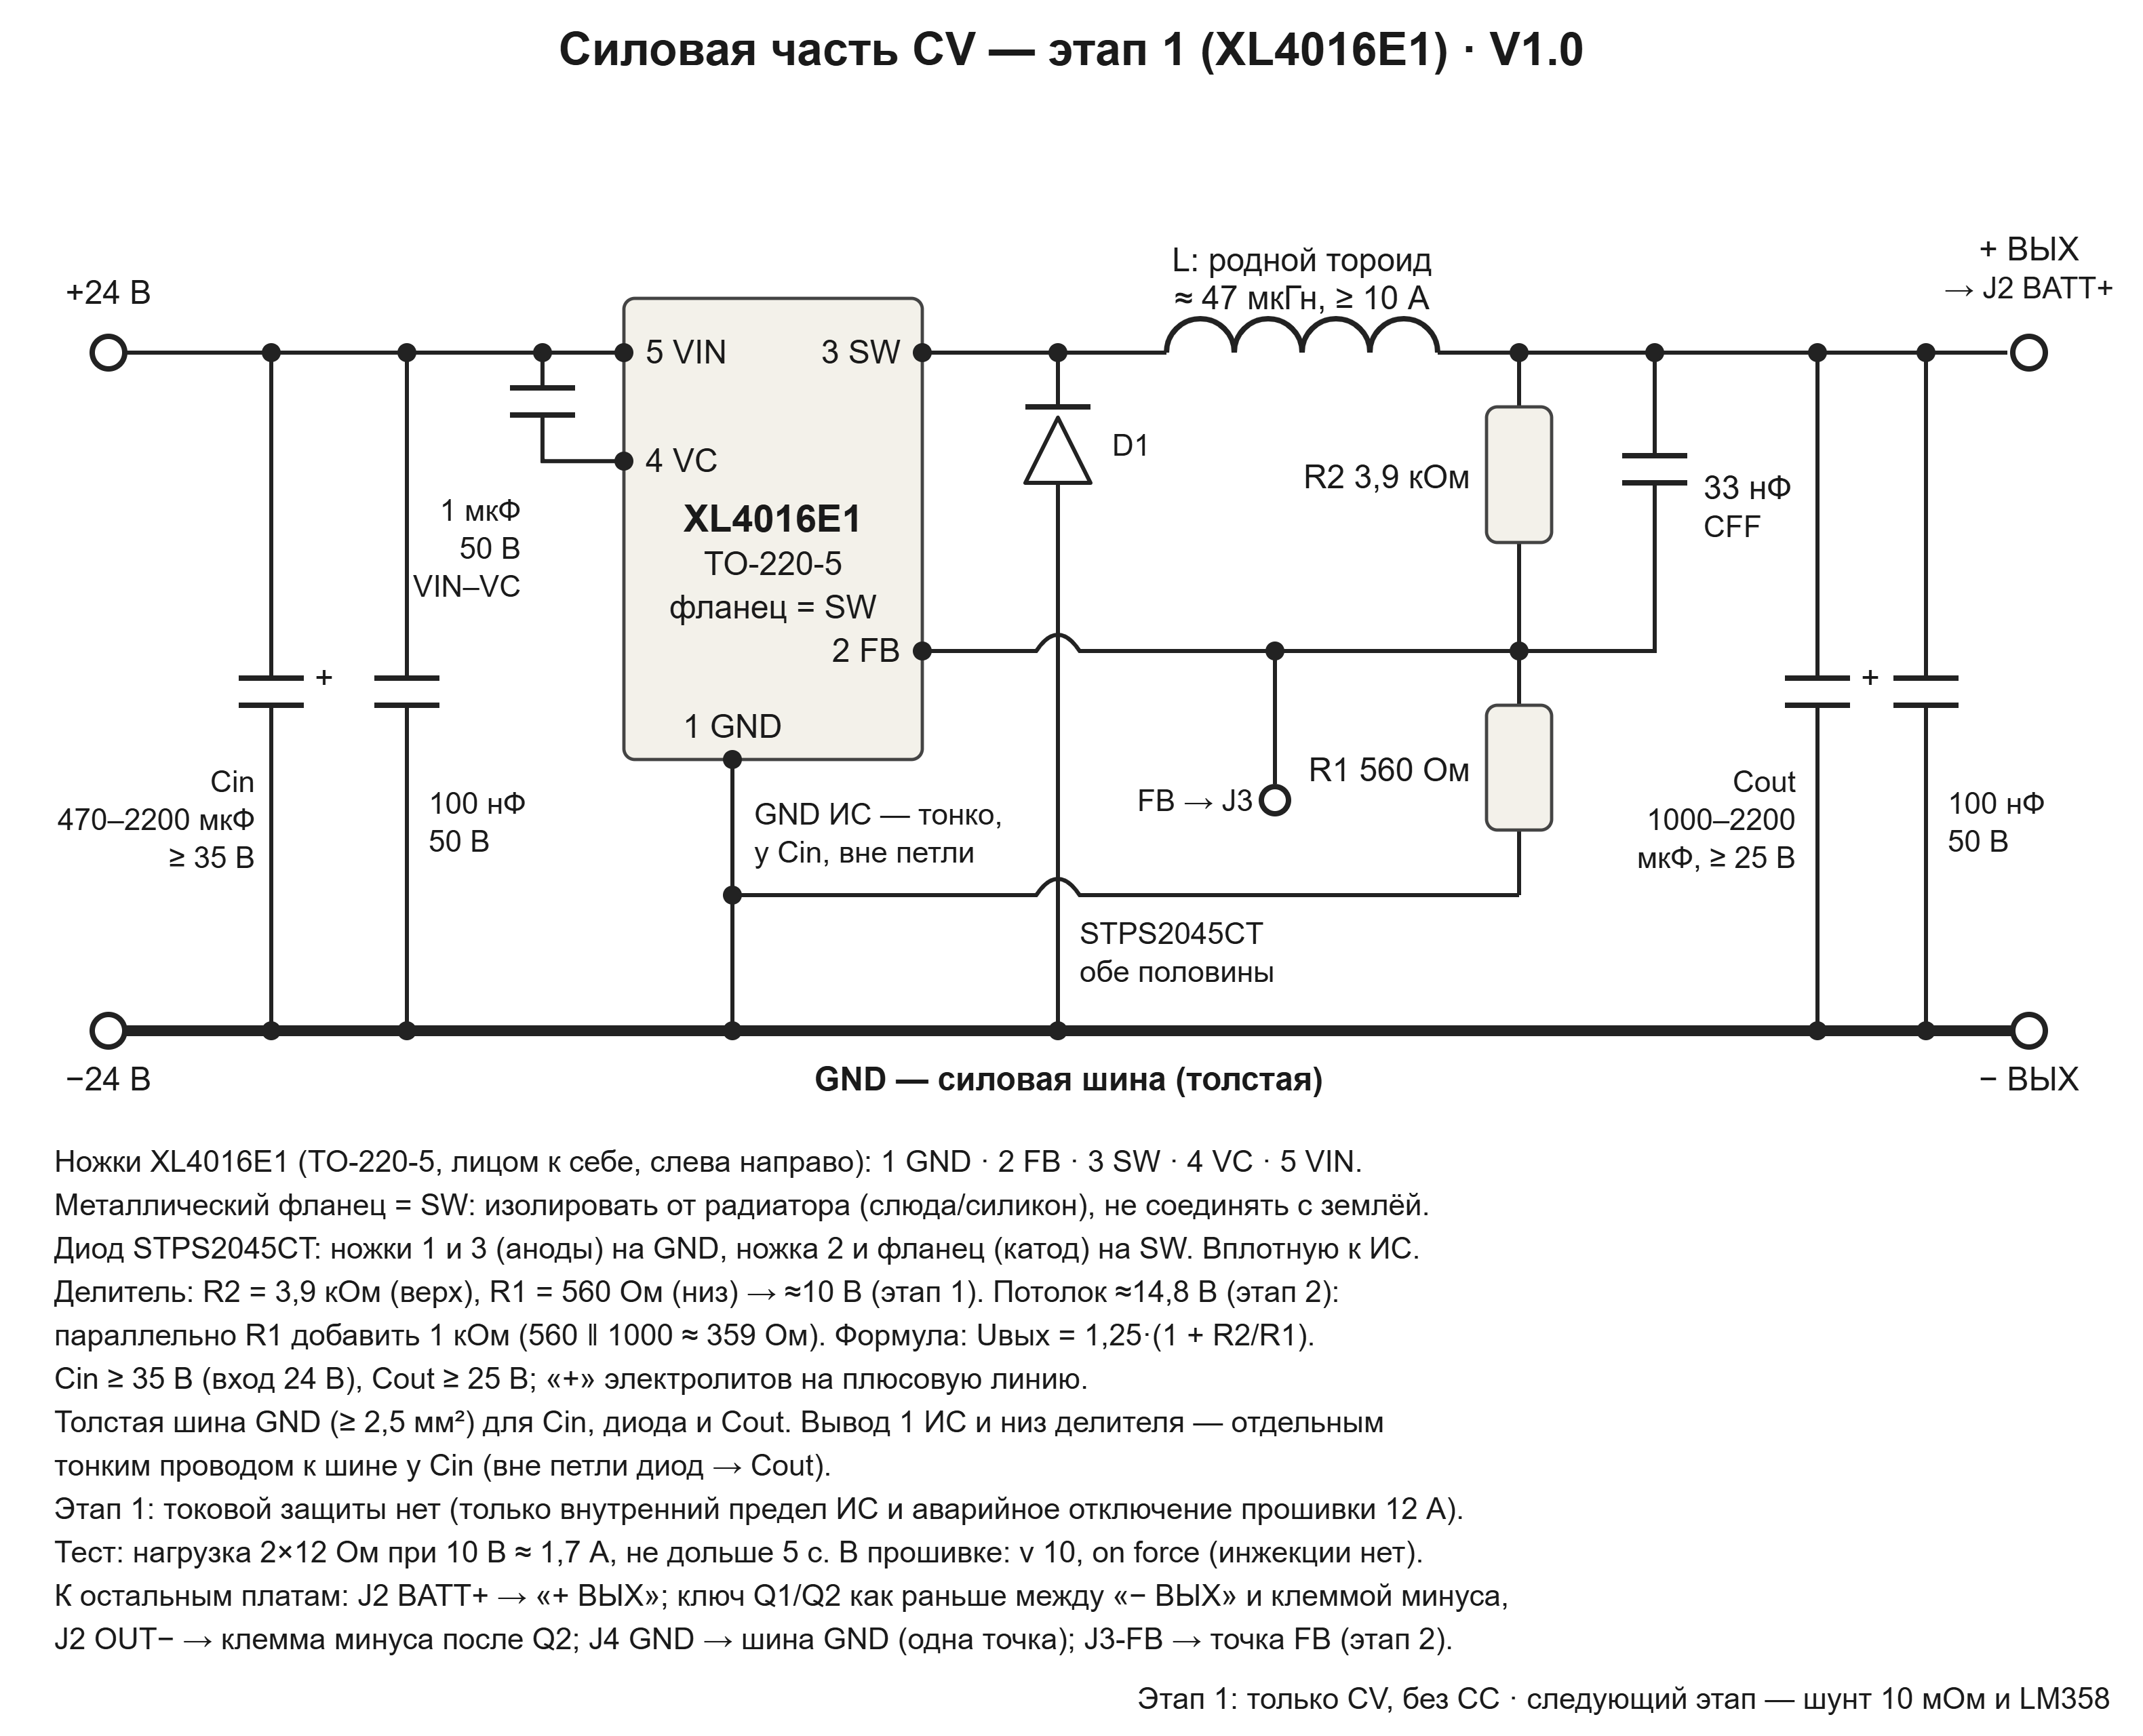 Силовая часть CV — этап 1 (XL4016E1) · V1.0
+ ВЫХ
→ J2 BATT+
L: родной тороид
≈ 47 мкГн, ≥ 10 А
+24 В
5 VIN
3 SW
4 VC
D1
R2 3,9 кОм
33 нФ
CFF
1 мкФ
50 В
VIN–VC
XL4016E1
TO-220-5
фланец = SW
2 FB
+
+
1 GND
Cin
470–2200 мкФ
≥ 35 В
100 нФ
50 В
GND ИС — тонко,
у Cin, вне петли
FB → J3
R1 560 Ом
Cout
1000–2200
мкФ, ≥ 25 В
100 нФ
50 В
STPS2045CT
обе половины
−24 В
GND — силовая шина (толстая)
− ВЫХ
Ножки XL4016E1 (TO-220-5, лицом к себе, слева направо): 1 GND · 2 FB · 3 SW · 4 VC · 5 VIN.
Металлический фланец = SW: изолировать от радиатора (слюда/силикон), не соединять с землёй.
Диод STPS2045CT: ножки 1 и 3 (аноды) на GND, ножка 2 и фланец (катод) на SW. Вплотную к ИС.
Делитель: R2 = 3,9 кОм (верх), R1 = 560 Ом (низ) → ≈10 В (этап 1). Потолок ≈14,8 В (этап 2):
параллельно R1 добавить 1 кОм (560 ‖ 1000 ≈ 359 Ом). Формула: Uвых = 1,25·(1 + R2/R1).
Cin ≥ 35 В (вход 24 В), Cout ≥ 25 В; «+» электролитов на плюсовую линию.
Толстая шина GND (≥ 2,5 мм²) для Cin, диода и Cout. Вывод 1 ИС и низ делителя — отдельным
тонким проводом к шине у Cin (вне петли диод → Cout).
Этап 1: токовой защиты нет (только внутренний предел ИС и аварийное отключение прошивки 12 А).
Тест: нагрузка 2×12 Ом при 10 В ≈ 1,7 А, не дольше 5 с. В прошивке: v 10, on force (инжекции нет).
К остальным платам: J2 BATT+ → «+ ВЫХ»; ключ Q1/Q2 как раньше между «− ВЫХ» и клеммой минуса,
J2 OUT− → клемма минуса после Q2; J4 GND → шина GND (одна точка); J3-FB → точка FB (этап 2).
Этап 1: только CV, без CC · следующий этап — шунт 10 мОм и LM358